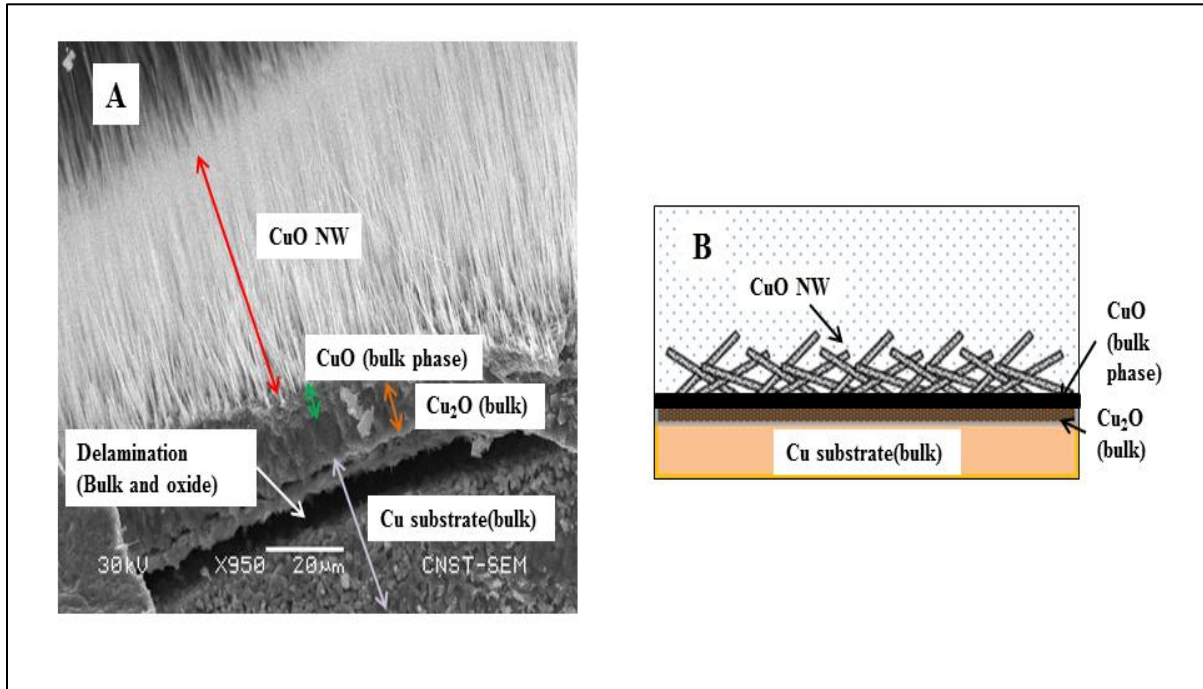 A
CuO NW
CuO (bulk phase)
Cu₂O (bulk)
Delamination
(Bulk and oxide)
Cu substrate(bulk)
30kV X950 20µm CNST-SEM
B
CuO NW
CuO
(bulk
phase)
Cu₂O
(bulk)
Cu substrate(bulk)